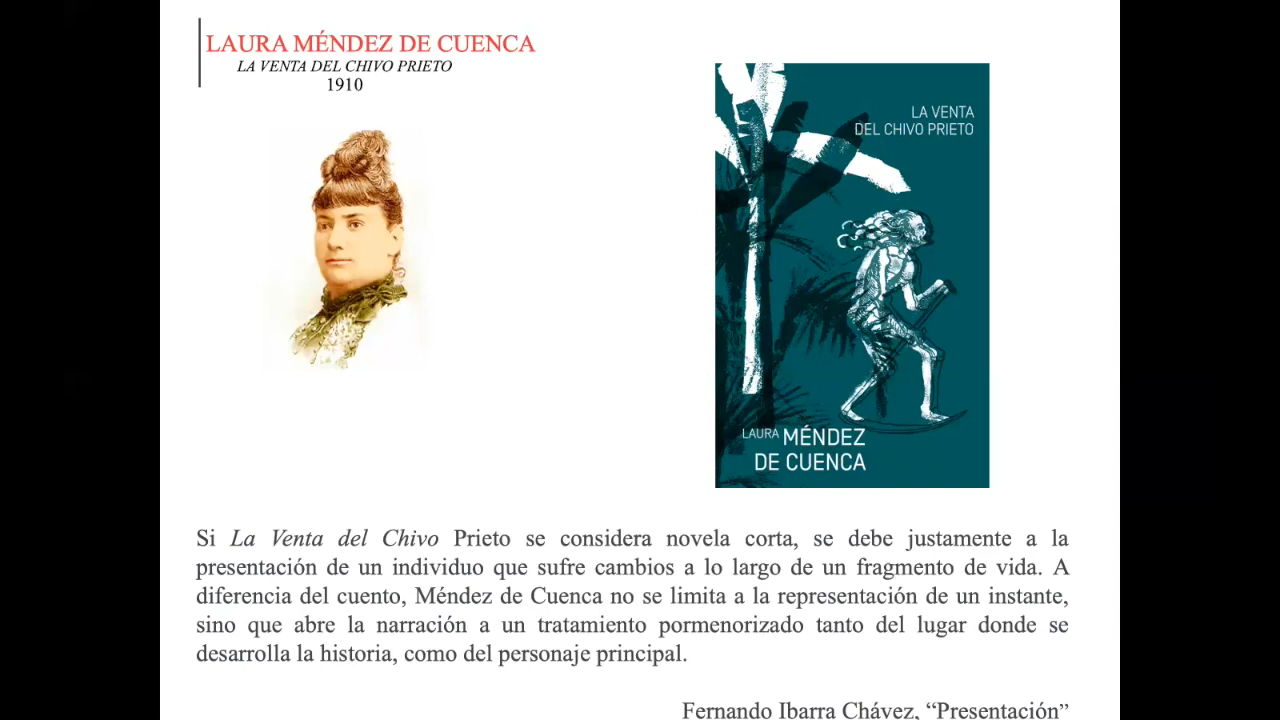 LAURA MÉNDEZ DE CUENCA
LA VENTA DEL CHIVO PRIETO
1910
LA VENTA
DEL CHIVO PRIETO
LAURA MÉNDEZ
DE CUENCA
Si La Venta del Chivo Prieto se considera novela corta, se debe justamente a la
presentación de un individuo que sufre cambios a lo largo de un fragmento de vida. A
diferencia del cuento, Méndez de Cuenca no se limita a la representación de un instante,
sino que abre la narración a un tratamiento pormenorizado tanto del lugar donde se
desarrolla la historia, como del personaje principal.
Fernando Ibarra Chávez, “Presentación”